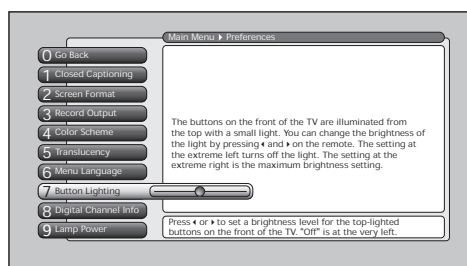 Main Menu ▸ Preferences
0 Go Back
1 Closed Captioning
2 Screen Format
3 Record Output
4 Color Scheme
5 Translucency
6 Menu Language
7 Button Lighting
8 Digital Channel Info
9 Lamp Power
The buttons on the front of the TV are illuminated from
the top with a small light. You can change the brightness of
the light by pressing ◂ and ▸ on the remote. The setting at
the extreme left turns off the light. The setting at the
extreme right is the maximum brightness setting.
Press ◂ or ▸ to set a brightness level for the top-lighted
buttons on the front of the TV. "Off" is at the very left.